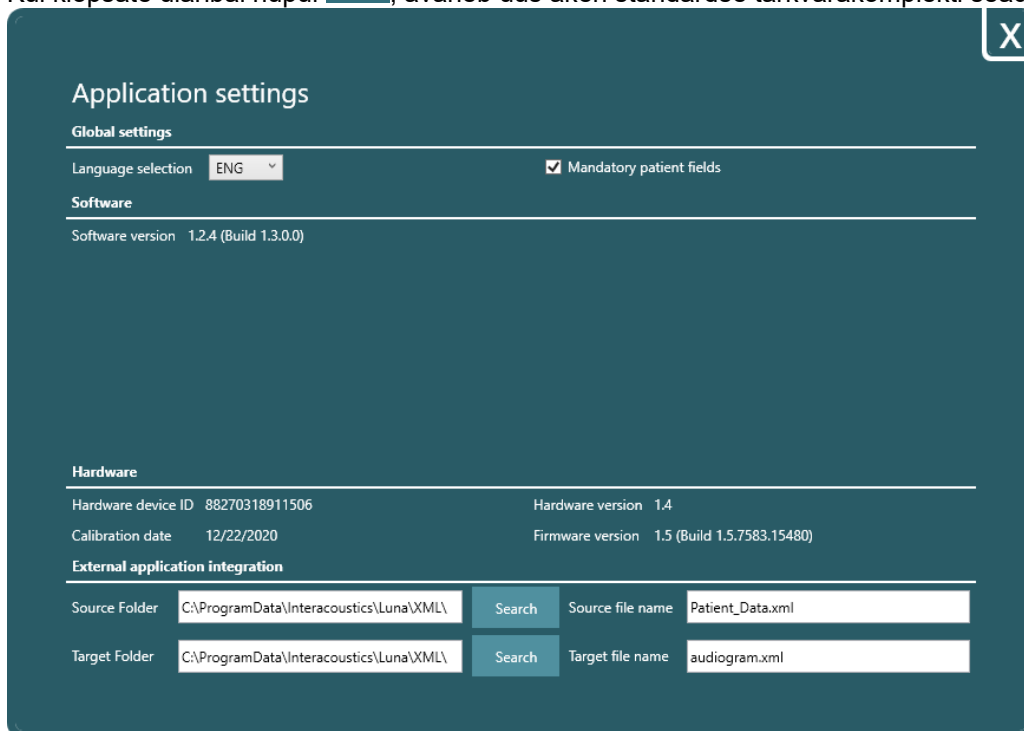 X
Application settings
Global settings
Language selection ENG Mandatory patient fields
Software
Software version 1.2.4 (Build 1.3.0.0)
Hardware
Hardware device ID 88270318911506 Hardware version 1.4
Calibration date 12/22/2020 Firmware version 1.5 (Build 1.5.7583.15480)
External application integration
Source Folder C:\ProgramData\Interacoustics\Luna\XML\ Search Source file name Patient_Data.xml
Target Folder C:\ProgramData\Interacoustics\Luna\XML\ Search Target file name audiogram.xml